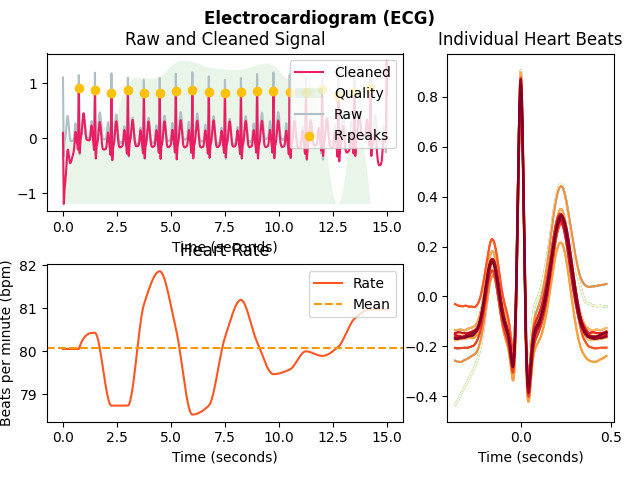 Electrocardiogram (ECG)
Raw and Cleaned Signal
Individual Heart Beats
Cleaned
Quality
Raw
R-peaks
1
0
−1
0.0 2.5 5.0 7.5 10.0 12.5 15.0
Time (seconds)
Heart Rate
Rate
Mean
82
81
80
79
Beats per minute (bpm)
0.0 2.5 5.0 7.5 10.0 12.5 15.0
Time (seconds)
0.8
0.6
0.4
0.2
0.0
−0.2
−0.4
0.0 0.5
Time (seconds)